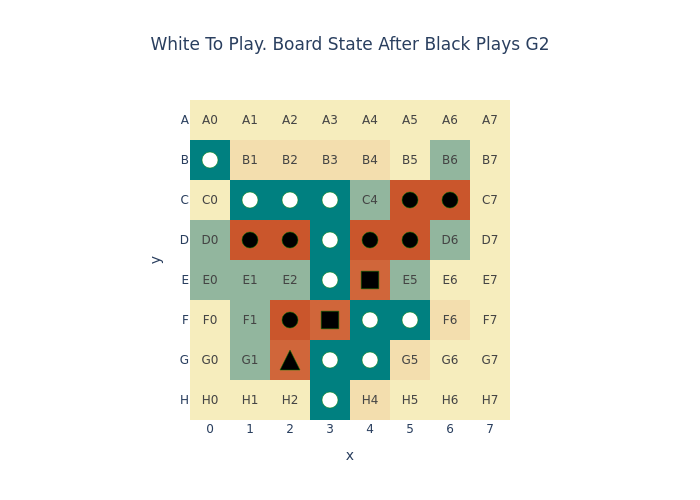 White To Play. Board State After Black Plays G2
A A0 A1 A2 A3 A4 A5 A6 A7
B B1 B2 B3 B4 B5 B6 B7
C C0 C4 C7
D D0 D6 D7
E E0 E1 E2 E5 E6 E7
F F0 F1 F6 F7
G G0 G1 G5 G6 G7
H H0 H1 H2 H4 H5 H6 H7
0 1 2 3 4 5 6 7
x
y